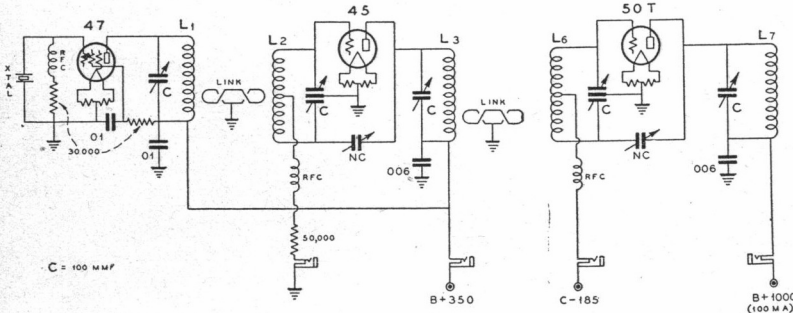 47
45
50T
XTAL
RFC
L1
L2
L3
L6
L7
C
LINK
C
C
LINK
C
C
30.000
01
01
NC
006
NC
006
RFC
RFC
50,000
C = 100 MMF
B+350
C-185
B+1000
(100 MA)